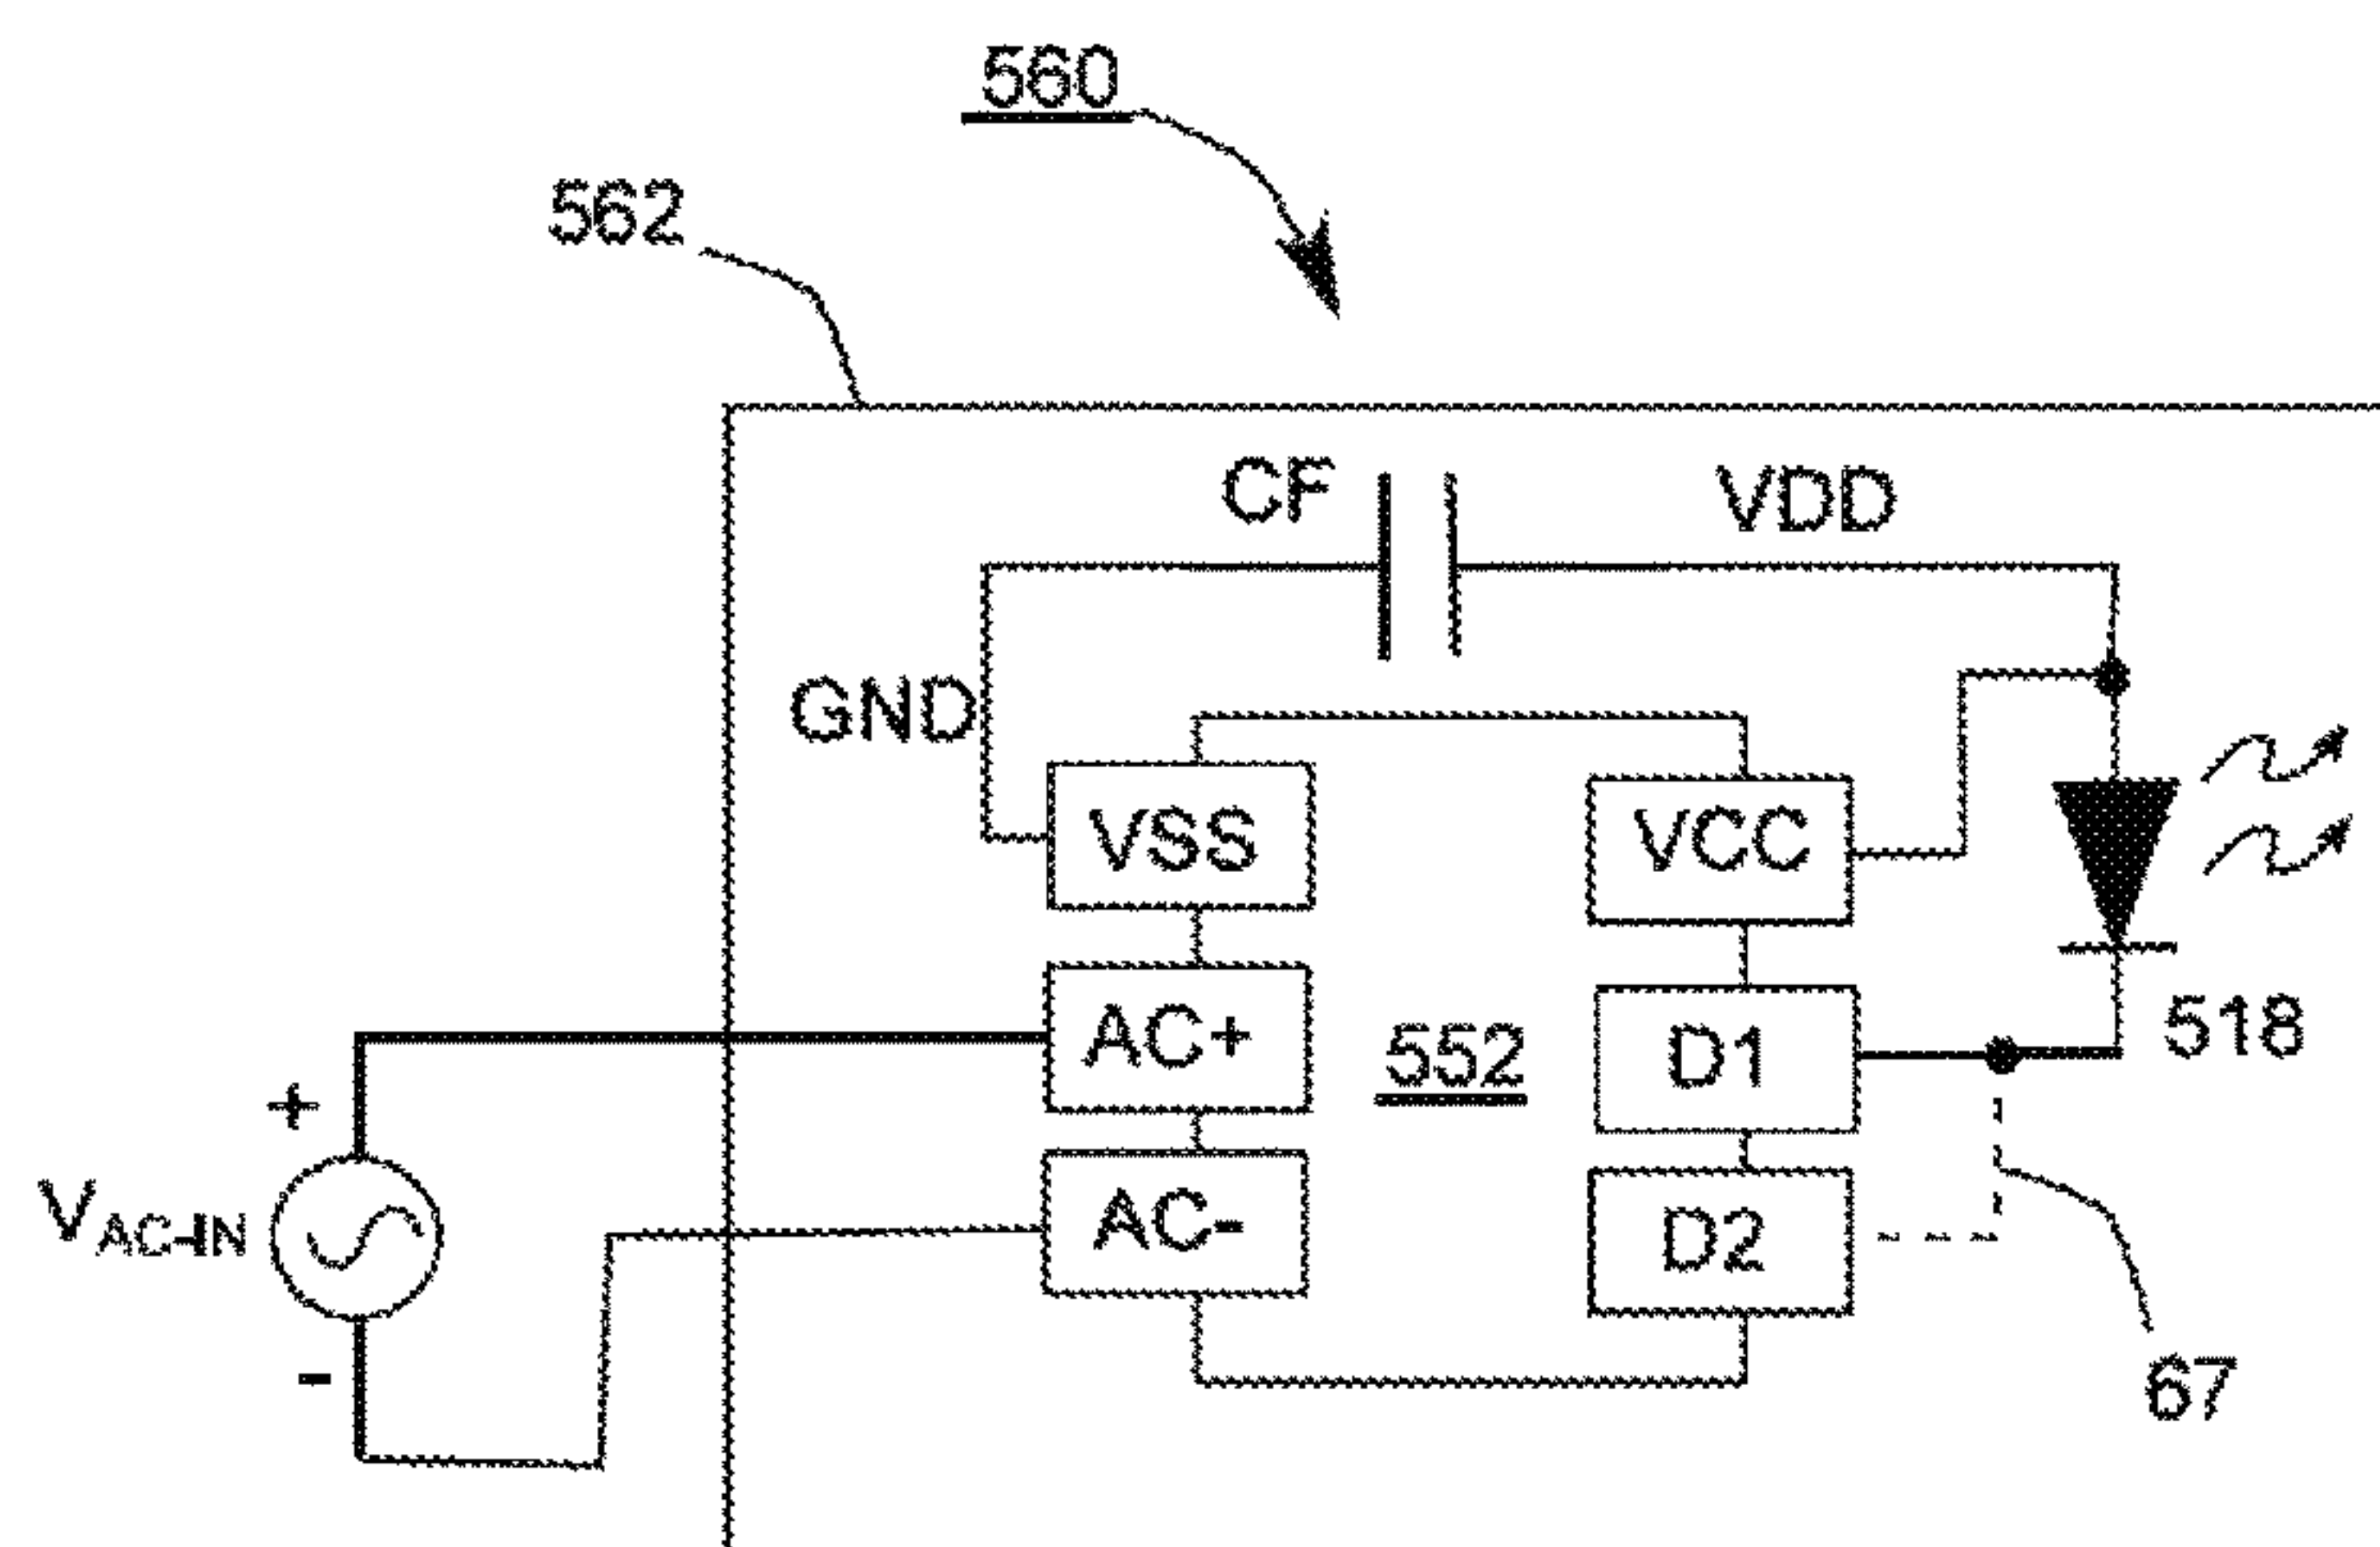 560
562
CF
VDD
GND
VSS
VCC
AC+
552
D1
518
+
VAC-IN
AC-
D2
-
67